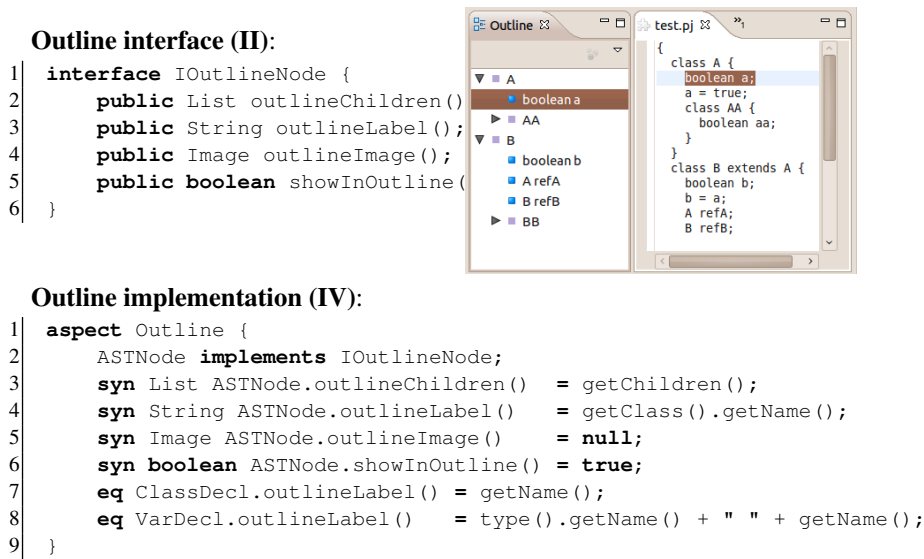 Outline interface (II):
1 interface IOutlineNode {
2 public List outlineChildren()
3 public String outlineLabel();
4 public Image outlineImage();
5 public boolean showInOutline(
6 }
Outline
A
boolean a
AA
B
boolean b
A refA
B refB
BB
test.pj
»1
{
class A {
boolean a;
a = true;
class AA {
boolean aa;
}
}
class B extends A {
boolean b;
b = a;
A refA;
B refB;
Outline implementation (IV):
1 aspect Outline {
2 ASTNode implements IOutlineNode;
3 syn List ASTNode.outlineChildren() = getChildren();
4 syn String ASTNode.outlineLabel() = getClass().getName();
5 syn Image ASTNode.outlineImage() = null;
6 syn boolean ASTNode.showInOutline() = true;
7 eq ClassDecl.outlineLabel() = getName();
8 eq VarDecl.outlineLabel() = type().getName() + " " + getName();
9 }